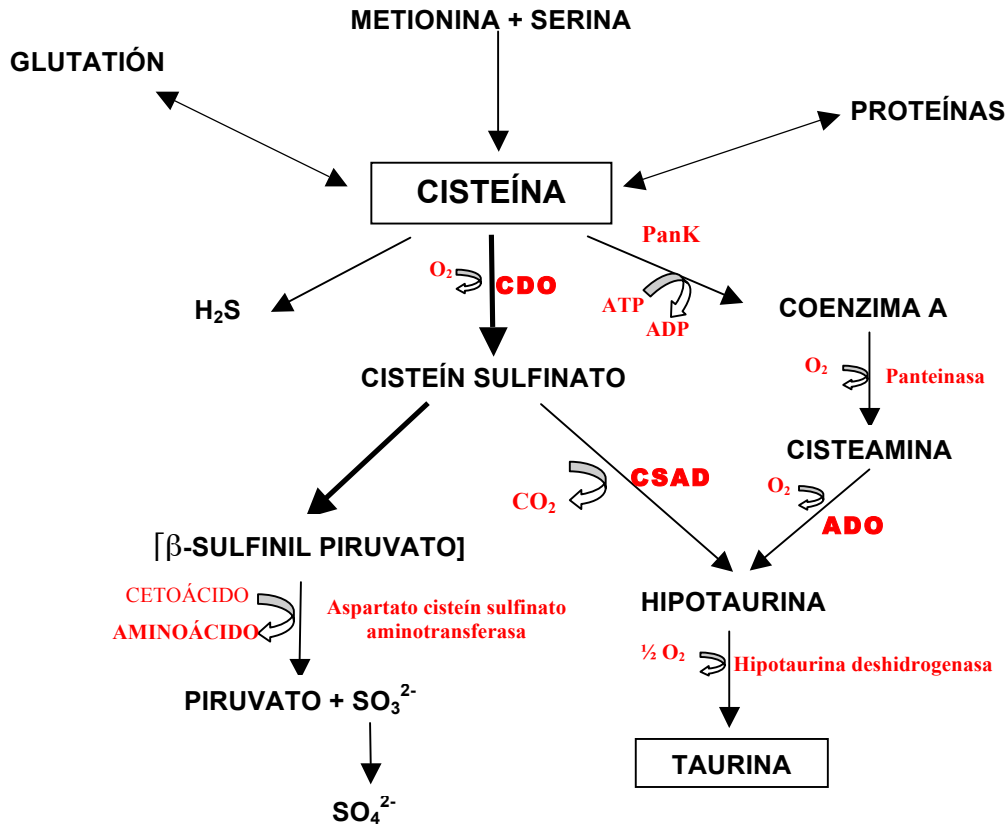 METIONINA + SERINA
GLUTATIÓN
PROTEÍNAS
CISTEÍNA
PanK
O₂
CDO
ATP
ADP
H₂S
COENZIMA A
CISTEÍN SULFINATO
O₂
Panteinasa
CISTEAMINA
CO₂
CSAD
O₂
ADO
[β-SULFINIL PIRUVATO]
CETOÁCIDO
AMINOÁCIDO
Aspartato cisteín sulfinato
aminotransferasa
HIPOTAURINA
½ O₂
Hipotaurina deshidrogenasa
PIRUVATO + SO₃²⁻
TAURINA
SO₄²⁻